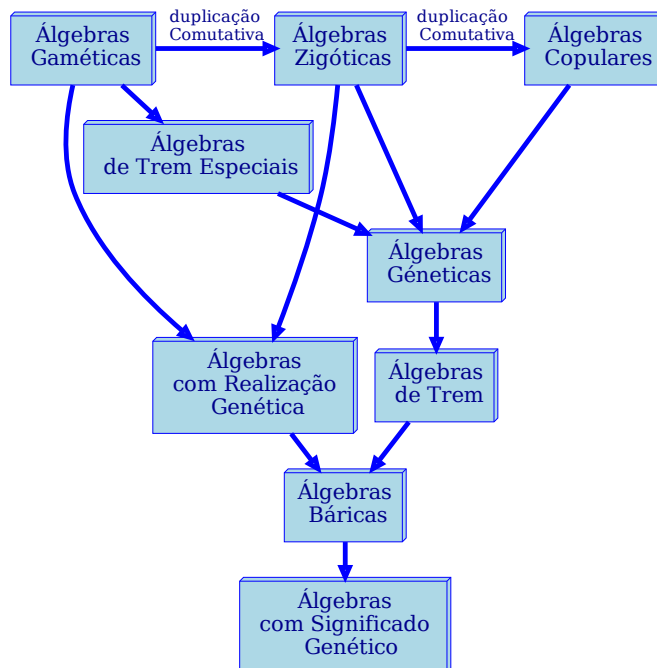 Álgebras
Gaméticas
duplicação
Comutativa
Álgebras
Zigóticas
duplicação
Comutativa
Álgebras
Copulares
Álgebras
de Trem Especiais
Álgebras
Géneticas
Álgebras
com Realização
Genética
Álgebras
de Trem
Álgebras
Báricas
Álgebras
com Significado
Genético